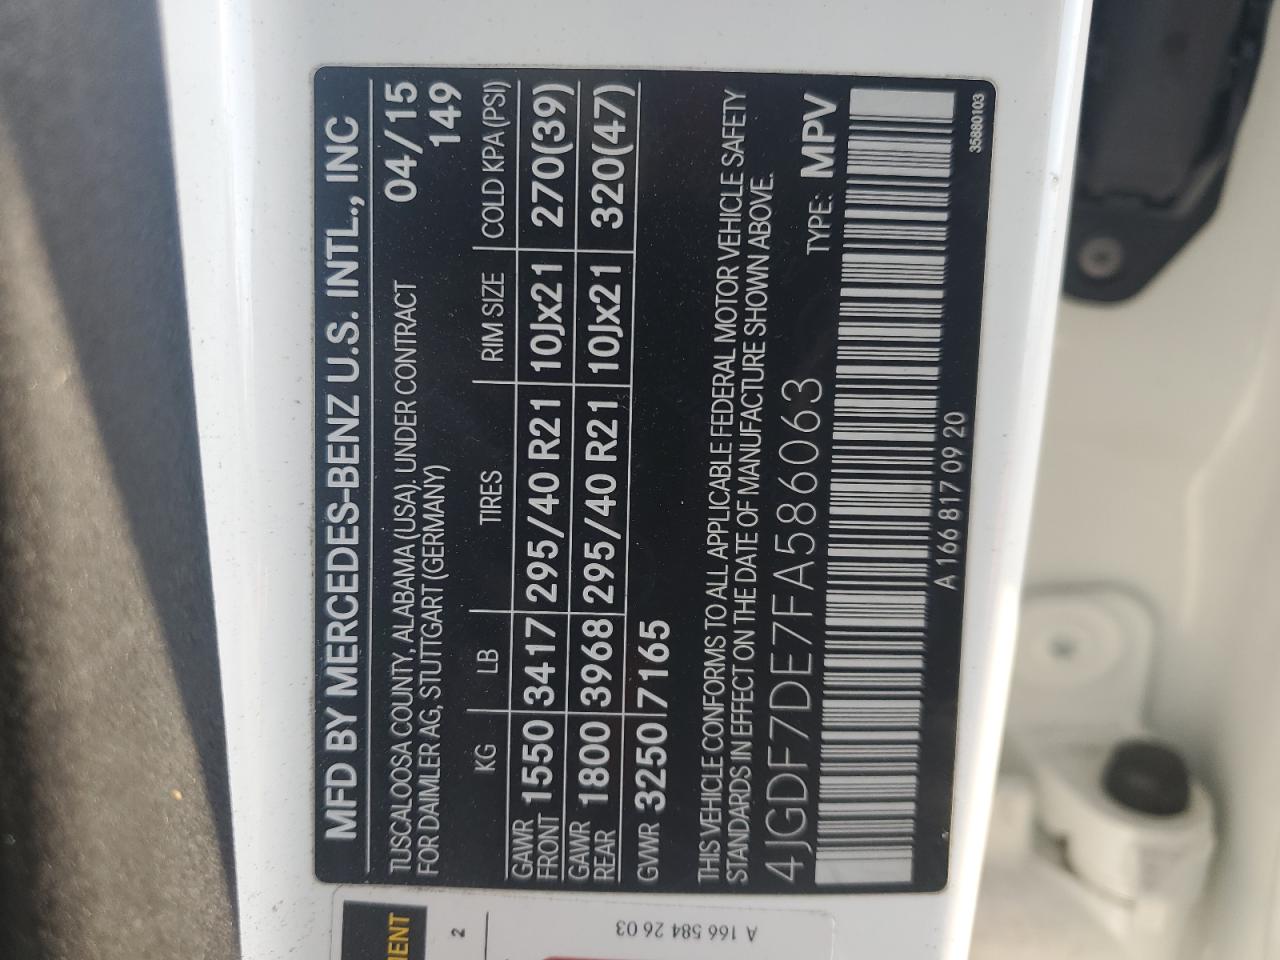 MFD BY MERCEDES-BENZ U.S. INTL., INC
TUSCALOOSA COUNTY, ALABAMA (USA). UNDER CONTRACT 04/15
FOR DAIMLER AG, STUTTGART (GERMANY) 149
KG LB TIRES RIM SIZE COLD KPA (PSI)
GAWR FRONT 1550 3417 295/40 R21 10Jx21 270(39)
GAWR REAR 1800 3968 295/40 R21 10Jx21 320(47)
GVWR 3250 7165
THIS VEHICLE CONFORMS TO ALL APPLICABLE FEDERAL MOTOR VEHICLE SAFETY
STANDARDS IN EFFECT ON THE DATE OF MANUFACTURE SHOWN ABOVE.
4JGDF7DE7FA586063 TYPE: MPV
A 166 817 09 20
35880103
2
A 166 584 26 03